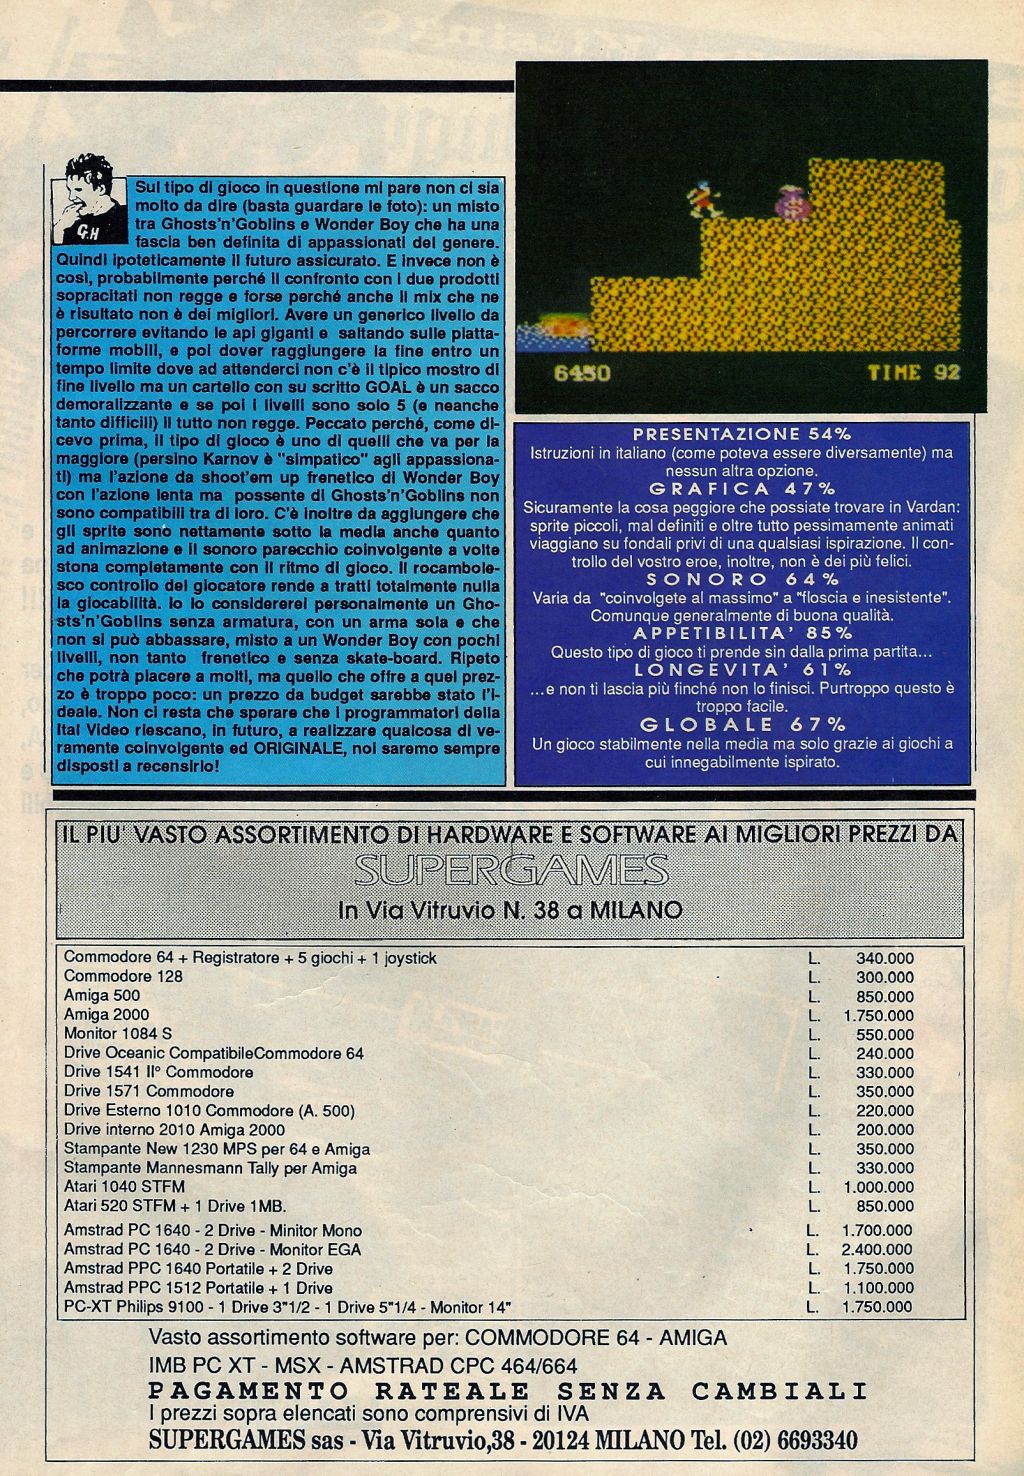 G.H
Sul tipo di gioco in questione mi pare non ci sia
molto da dire (basta guardare le foto): un misto
tra Ghosts'n'Goblins e Wonder Boy che ha una
fascia ben definita di appassionati del genere.
Quindi ipoteticamente il futuro assicurato. E invece non è
così, probabilmente perché il confronto con i due prodotti
sopracitati non regge e forse perché anche il mix che ne
è risultato non è dei migliori. Avere un generico livello da
percorrere evitando le api giganti e saltando sulle piatta-
forme mobili, e poi dover raggiungere la fine entro un
tempo limite dove ad attenderci non c'è il tipico mostro di
fine livello ma un cartello con su scritto GOAL è un sacco
demoralizzante e se poi i livelli sono solo 5 (e neanche
tanto difficili) il tutto non regge. Peccato perché, come di-
cevo prima, il tipo di gioco è uno di quelli che va per la
maggiore (persino Karnov è "simpatico" agli appassiona-
ti) ma l'azione da shoot'em up frenetico di Wonder Boy
con l'azione lenta ma possente di Ghosts'n'Goblins non
sono compatibili tra di loro. C'è inoltre da aggiungere che
gli sprite sono nettamente sotto la media anche quanto
ad animazione e il sonoro parecchio coinvolgente a volte
stona completamente con il ritmo di gioco. Il rocambole-
sco controllo del giocatore rende a tratti totalmente nulla
la giocabilità. Io lo considererei personalmente un Gho-
sts'n'Goblins senza armatura, con un arma sola e che
non si può abbassare, misto a un Wonder Boy con pochi
livelli, non tanto frenetico e senza skate-board. Ripeto
che potrà placere a molti, ma quello che offre a quel prez-
zo è troppo poco: un prezzo da budget sarebbe stato l'i-
deale. Non ci resta che sperare che i programmatori della
Ital Video riescano, in futuro, a realizzare qualcosa di ve-
ramente coinvolgente ed ORIGINALE, noi saremo sempre
disposti a recensirlo!
6450 TIME 92
PRESENTAZIONE 54%
Istruzioni in italiano (come poteva essere diversamente) ma
nessun altra opzione.
GRAFICA 47%
Sicuramente la cosa peggiore che possiate trovare in Vardan:
sprite piccoli, mal definiti e oltre tutto pessimamente animati
viaggiano su fondali privi di una qualsiasi ispirazione. Il con-
trollo del vostro eroe, inoltre, non è dei più felici.
SONORO 64%
Varia da "coinvolgete al massimo" a "floscia e inesistente".
Comunque generalmente di buona qualità.
APPETIBILITA' 85%
Questo tipo di gioco ti prende sin dalla prima partita...
LONGEVITA' 61%
...e non ti lascia più finché non lo finisci. Purtroppo questo è
troppo facile.
GLOBALE 67%
Un gioco stabilmente nella media ma solo grazie ai giochi a
cui innegabilmente ispirato.
IL PIU' VASTO ASSORTIMENTO DI HARDWARE E SOFTWARE AI MIGLIORI PREZZI DA
SUPERGAMES
In Via Vitruvio N. 38 a MILANO
Commodore 64 + Registratore + 5 giochi + 1 joystick L. 340.000
Commodore 128 L. 300.000
Amiga 500 L. 850.000
Amiga 2000 L. 1.750.000
Monitor 1084 S L. 550.000
Drive Oceanic CompatibileCommodore 64 L. 240.000
Drive 1541 II° Commodore L. 330.000
Drive 1571 Commodore L. 350.000
Drive Esterno 1010 Commodore (A. 500) L. 220.000
Drive interno 2010 Amiga 2000 L. 200.000
Stampante New 1230 MPS per 64 e Amiga L. 350.000
Stampante Mannesmann Tally per Amiga L. 330.000
Atari 1040 STFM L. 1.000.000
Atari 520 STFM + 1 Drive 1MB. L. 850.000
Amstrad PC 1640 - 2 Drive - Minitor Mono L. 1.700.000
Amstrad PC 1640 - 2 Drive - Monitor EGA L. 2.400.000
Amstrad PPC 1640 Portatile + 2 Drive L. 1.750.000
Amstrad PPC 1512 Portatile + 1 Drive L. 1.100.000
PC-XT Philips 9100 - 1 Drive 3"1/2 - 1 Drive 5"1/4 - Monitor 14" L. 1.750.000
Vasto assortimento software per: COMMODORE 64 - AMIGA
IMB PC XT - MSX - AMSTRAD CPC 464/664
PAGAMENTO RATEALE SENZA CAMBIALI
I prezzi sopra elencati sono comprensivi di IVA
SUPERGAMES sas - Via Vitruvio,38 - 20124 MILANO Tel. (02) 6693340